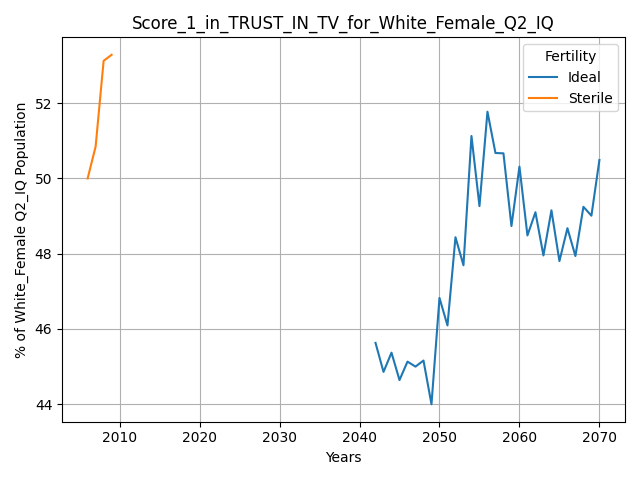 Score_1_in_TRUST_IN_TV_for_White_Female_Q2_IQ
Fertility
Ideal
Sterile
% of White_Female Q2_IQ Population
52
50
48
46
44
2010
2020
2030
2040
2050
2060
2070
Years